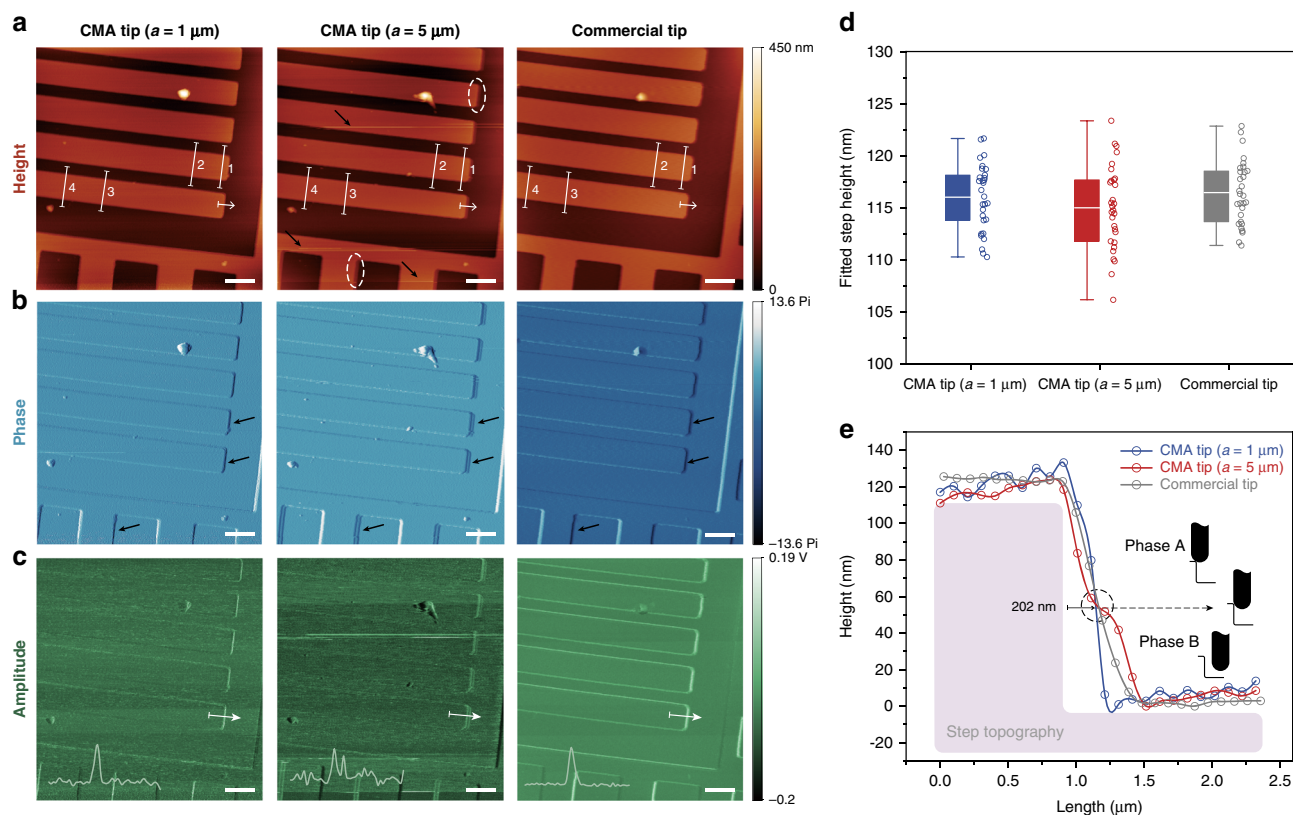 a
CMA tip (a = 1 μm)
CMA tip (a = 5 μm)
Commercial tip
Height
1
2
3
4
1
2
3
4
1
2
3
4
450 nm
0
b
Phase
13.6 Pi
−13.6 Pi
c
Amplitude
0.19 V
−0.2
d
Fitted step height (nm)
130
125
120
115
110
105
100
CMA tip (a = 1 μm)
CMA tip (a = 5 μm)
Commercial tip
e
Height (nm)
140
120
100
80
60
40
20
0
−20
CMA tip (a = 1 μm)
CMA tip (a = 5 μm)
Commercial tip
Phase A
202 nm
Phase B
Step topography
0.0
0.5
1.0
1.5
2.0
2.5
Length (μm)